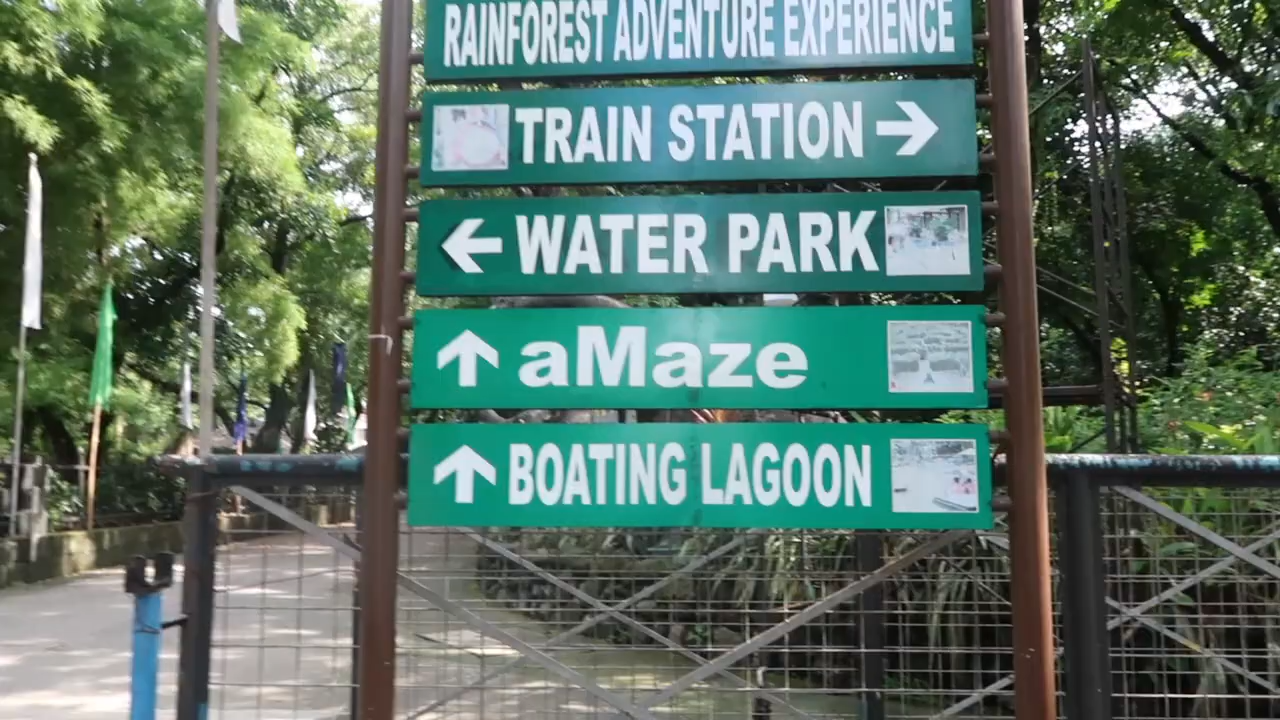 RAINFOREST ADVENTURE EXPERIENCE
TRAIN STATION →
← WATER PARK
↑ aMaze
↑ BOATING LAGOON